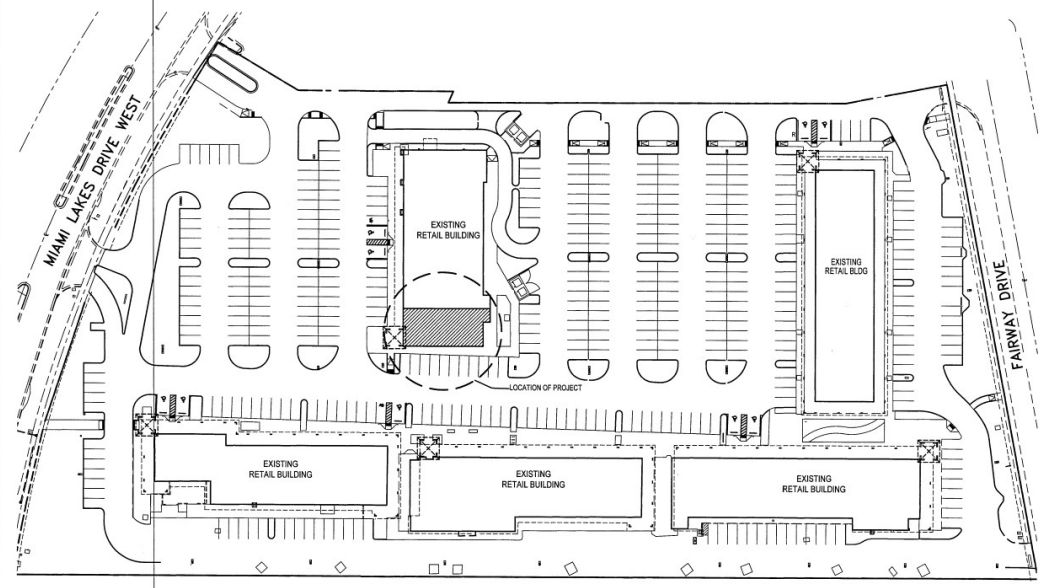 MIAMI LAKES DRIVE WEST
EXISTING
RETAIL BUILDING
EXISTING
RETAIL BLDG
FAIRWAY DRIVE
LOCATION OF PROJECT
EXISTING
RETAIL BUILDING
EXISTING
RETAIL BUILDING
EXISTING
RETAIL BUILDING